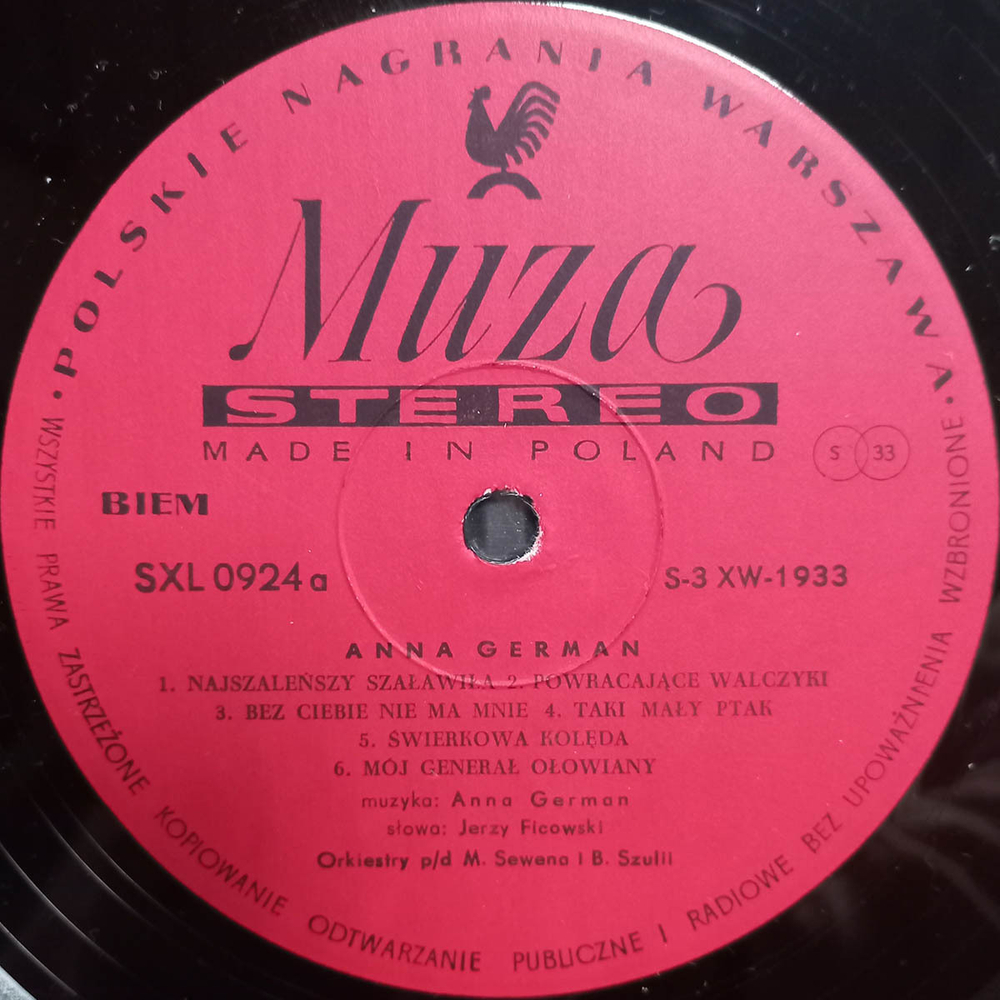 • POLSKIE NAGRANIA WARSZAWA •
Muza
STEREO
MADE IN POLAND
S 33
BIEM
SXL 0924 a
S-3 XW-1933
ANNA GERMAN
1. NAJSZALEŃSZY SZAŁAWIŁA 2. POWRACAJĄCE WALCZYKI
3. BEZ CIEBIE NIE MA MNIE 4. TAKI MAŁY PTAK
5. ŚWIERKOWA KOLĘDA
6. MÓJ GENERAŁ OŁOWIANY
muzyka: Anna German
słowa: Jerzy Ficowski
Orkiestry p/d M. Sewena i B. Szulii
WSZYSTKIE PRAWA ZASTRZEŻONE KOPIOWANIE ODTWARZANIE PUBLICZNE I RADIOWE BEZ UPOWAŻNIENIA WZBRONIONE